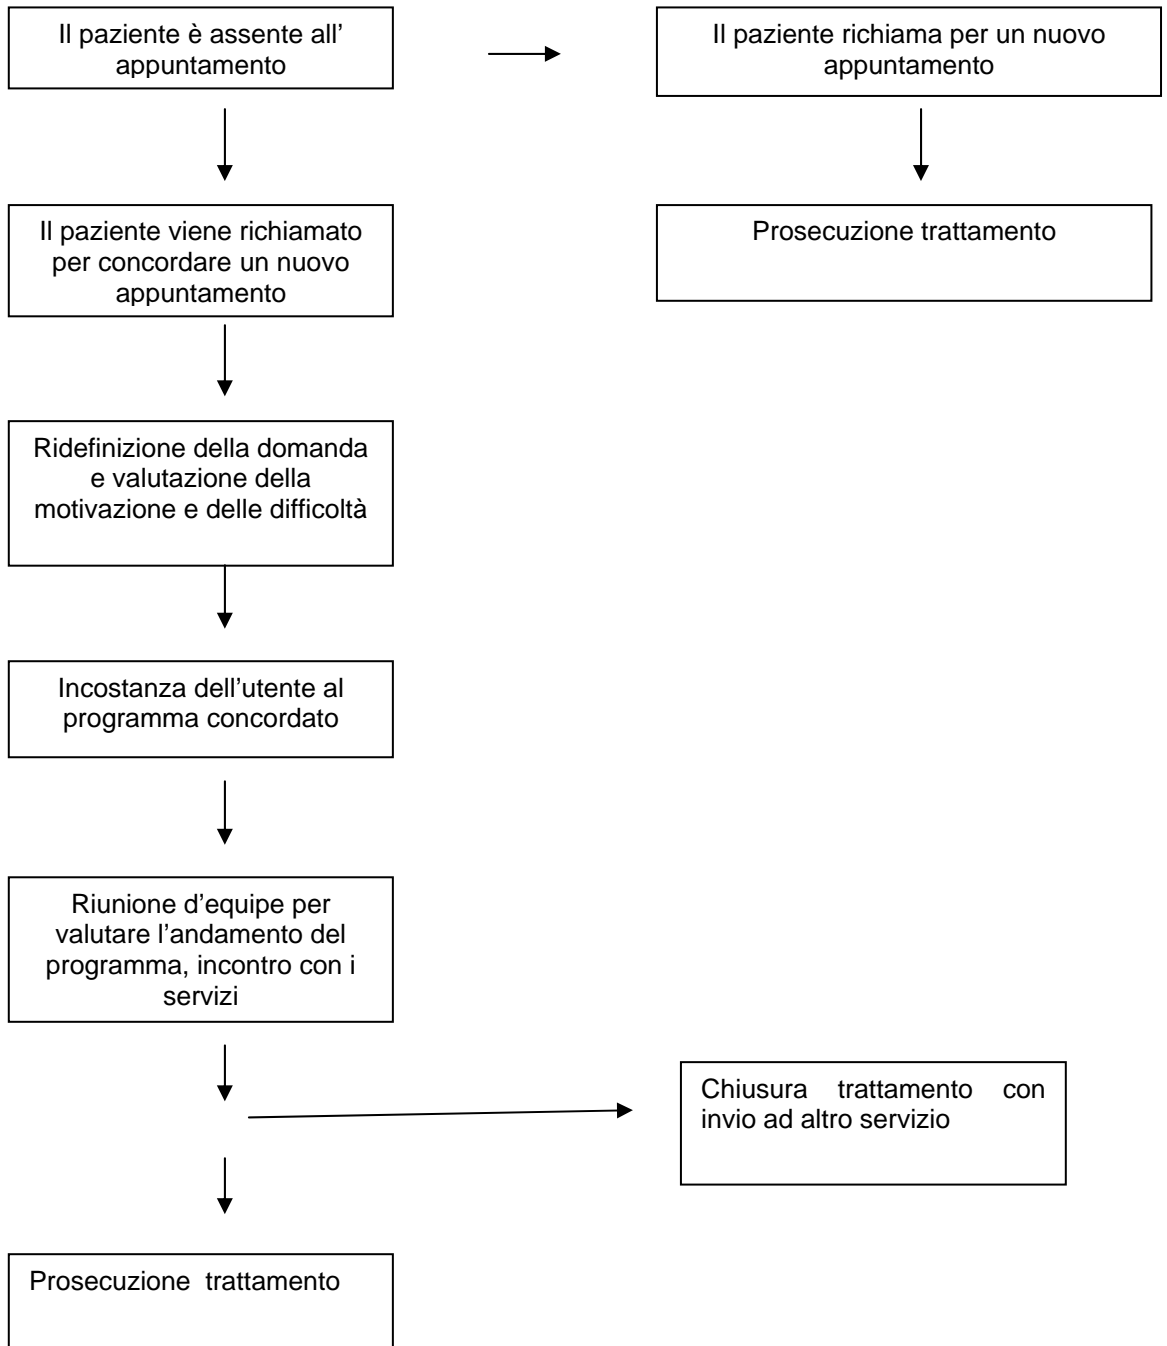 Il paziente è assente all'
appuntamento
Il paziente richiama per un nuovo
appuntamento
Il paziente viene richiamato
per concordare un nuovo
appuntamento
Prosecuzione trattamento
Ridefinizione della domanda
e valutazione della
motivazione e delle difficoltà
Incostanza dell'utente al
programma concordato
Riunione d'equipe per
valutare l'andamento del
programma, incontro con i
servizi
Chiusura trattamento con
invio ad altro servizio
Prosecuzione trattamento